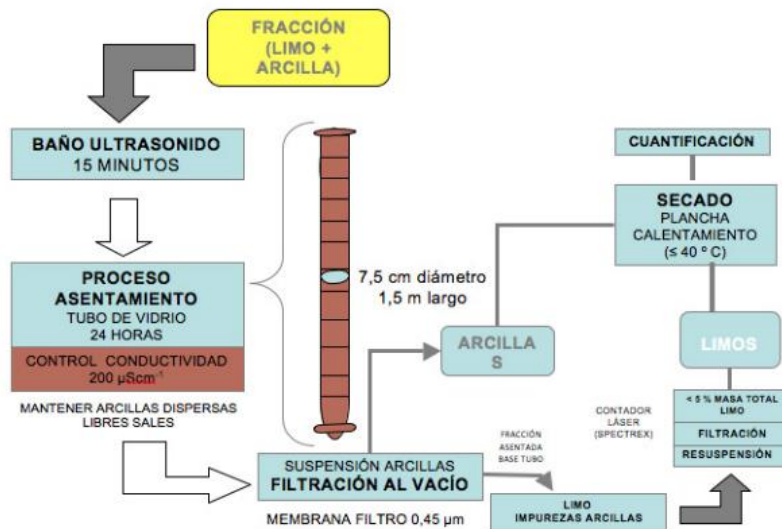 FRACCIÓN
(LIMO +
ARCILLA)
BAÑO ULTRASONIDO
15 MINUTOS
PROCESO
ASENTAMIENTO
TUBO DE VIDRIO
24 HORAS
CONTROL CONDUCTIVIDAD
200 µScm⁻¹
MANTENER ARCILLAS DISPERSAS
LIBRES SALES
7,5 cm diámetro
1,5 m largo
SUSPENSIÓN ARCILLAS
FILTRACIÓN AL VACÍO
MEMBRANA FILTRO 0,45 µm
ARCILLA
S
FRACCIÓN
ASENTADA
BASE TUBO
LIMO
IMPUREZAS ARCILLAS
CONTADOR
LÁSER
(SPECTREX)
< 5 % MASA TOTAL
LIMO
FILTRACIÓN
RESUSPENSIÓN
LIMOS
SECADO
PLANCHA
CALENTAMIENTO
(≤ 40 º C)
CUANTIFICACIÓN